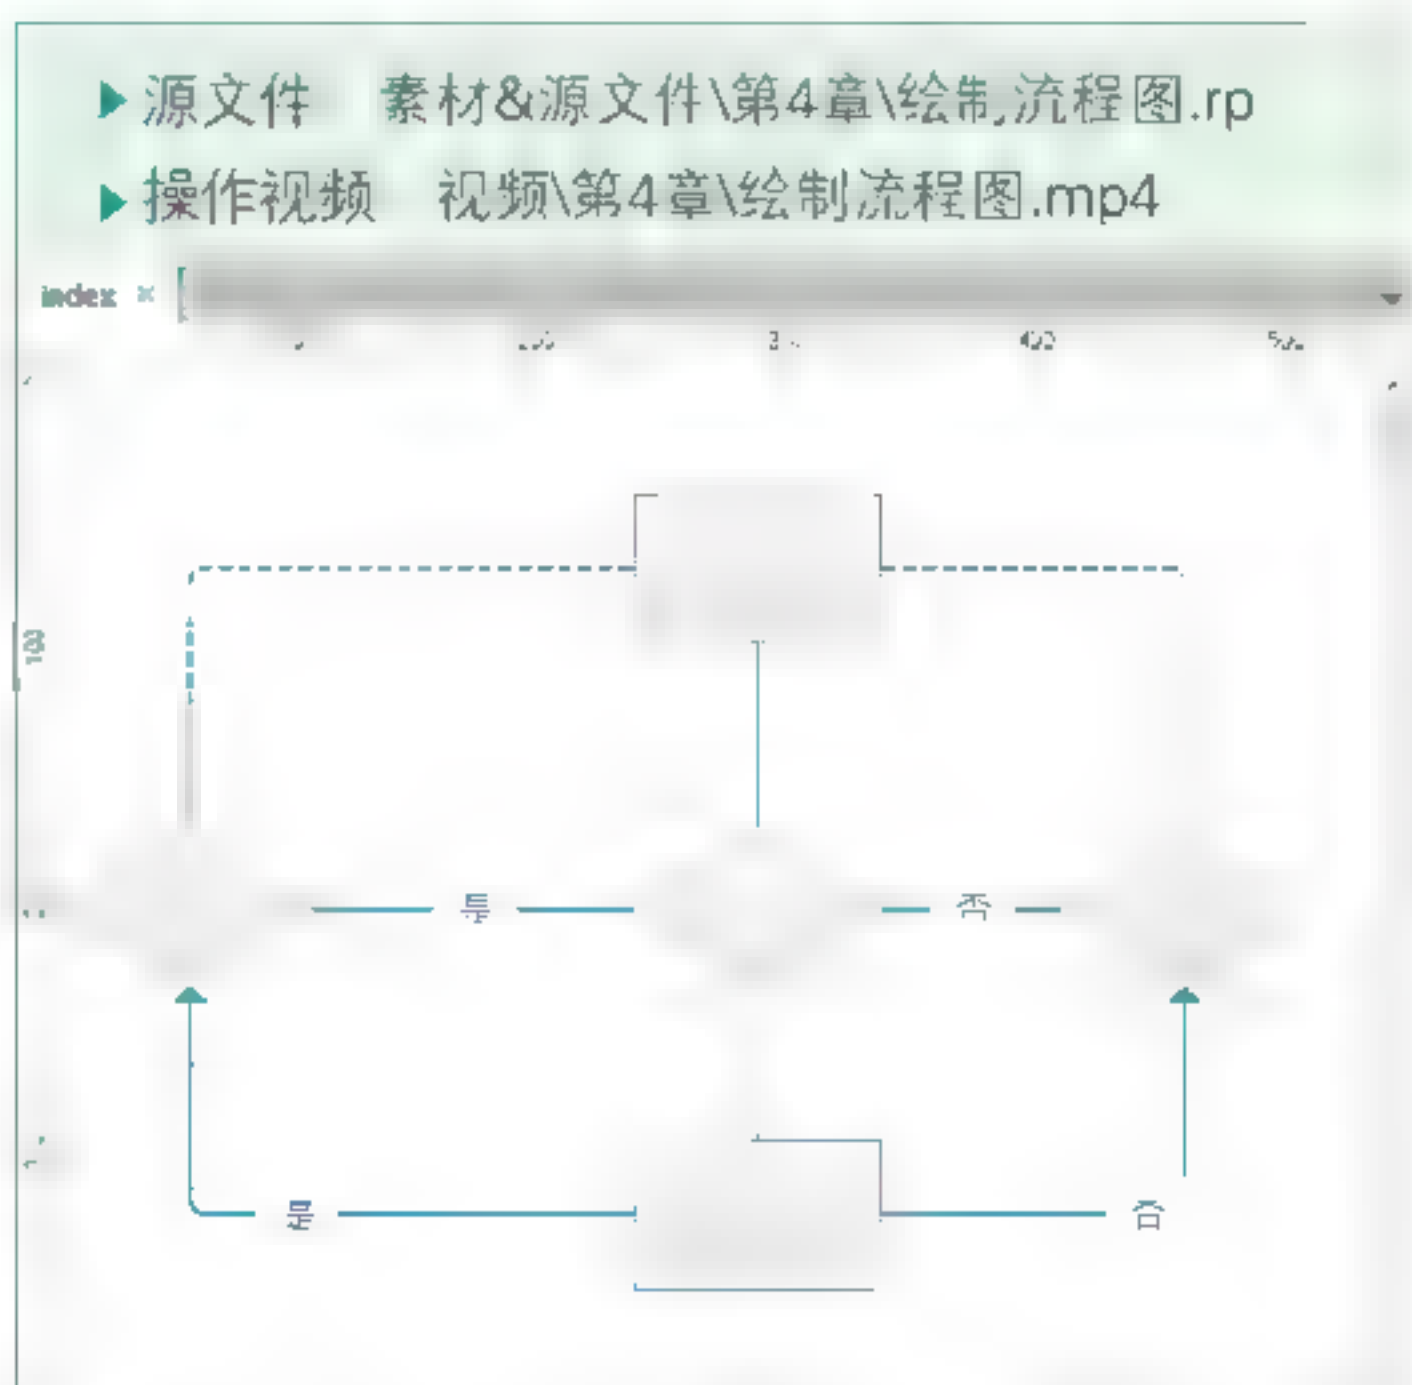 源文件 素材&源文件\第4章\绘制流程图.rp
操作视频 视频\第4章\绘制流程图.mp4
index
400
是 否
是 否